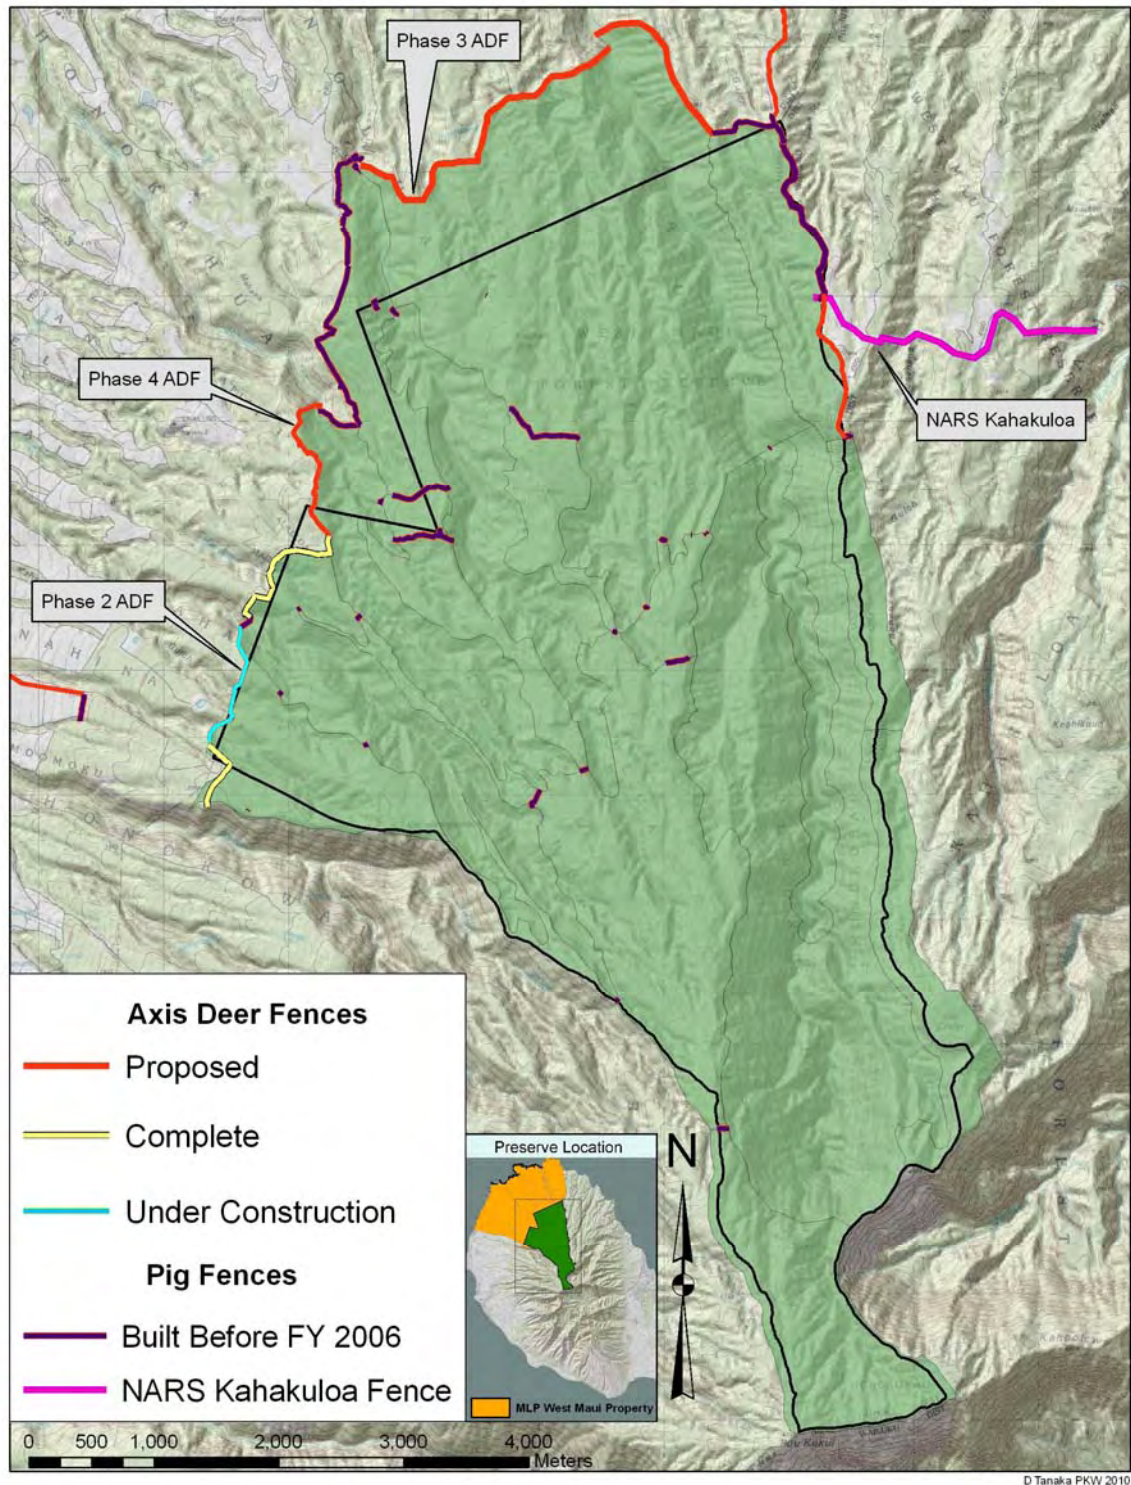 Phase 3 ADF
Phase 4 ADF
NARS Kahakuloa
Phase 2 ADF
Axis Deer Fences
Proposed
Complete
Under Construction
Pig Fences
Built Before FY 2006
NARS Kahakuloa Fence
Preserve Location
MLP West Maui Property
N
0 500 1,000 2,000 3,000 4,000
Meters
D Tanaka PKW 2010